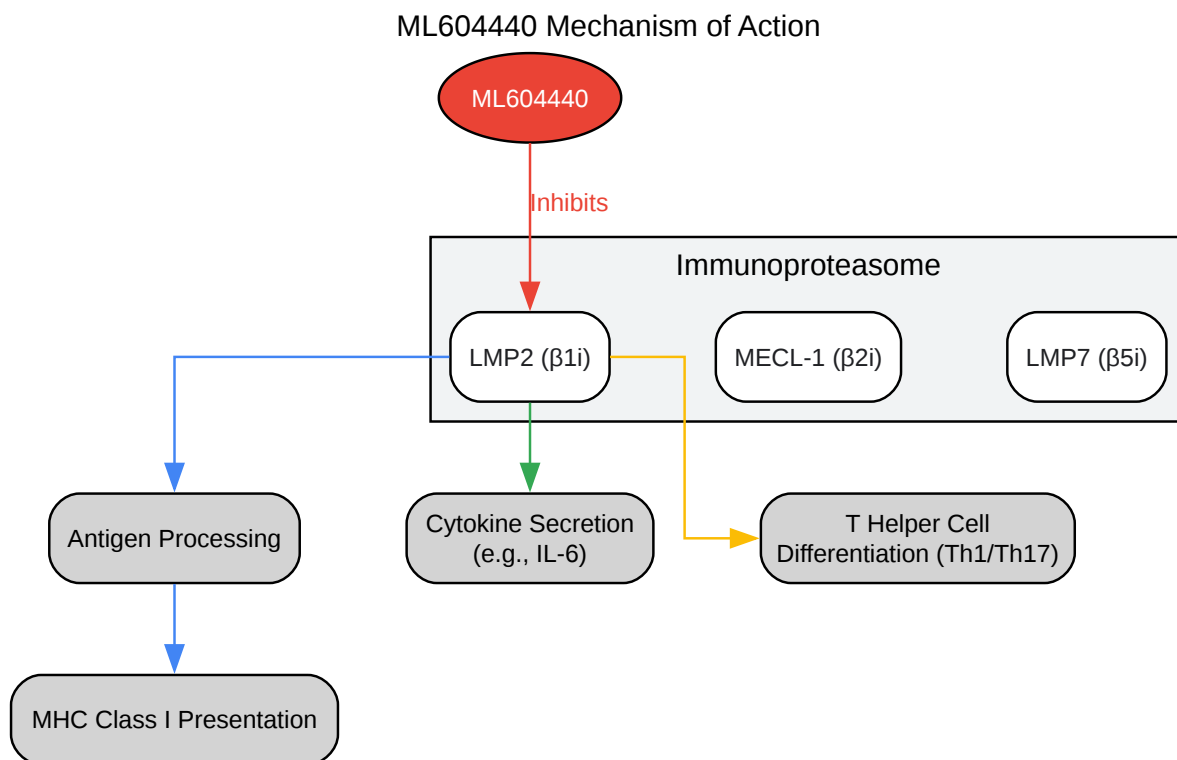 ML604440 Mechanism of Action
ML604440
Inhibits
Immunoproteasome
LMP2 (β1i)
MECL-1 (β2i)
LMP7 (β5i)
Antigen Processing
Cytokine Secretion
(e.g., IL-6)
T Helper Cell
Differentiation (Th1/Th17)
MHC Class I Presentation